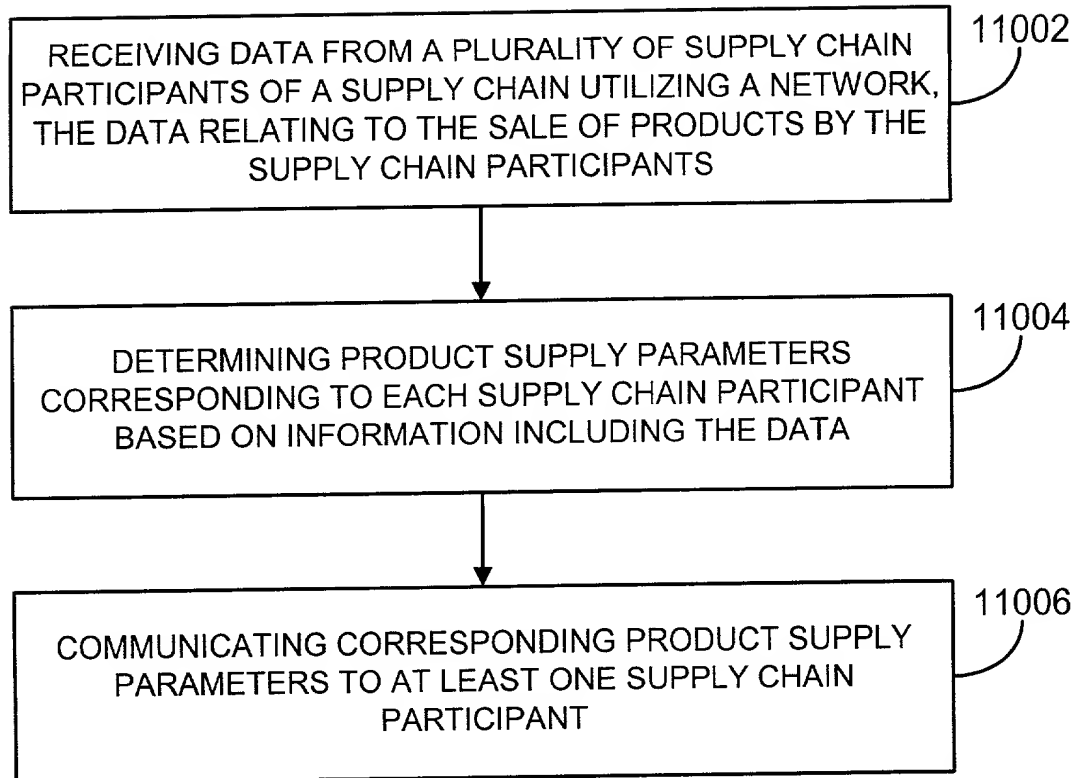 11002
RECEIVING DATA FROM A PLURALITY OF SUPPLY CHAIN
PARTICIPANTS OF A SUPPLY CHAIN UTILIZING A NETWORK,
THE DATA RELATING TO THE SALE OF PRODUCTS BY THE
SUPPLY CHAIN PARTICIPANTS
11004
DETERMINING PRODUCT SUPPLY PARAMETERS
CORRESPONDING TO EACH SUPPLY CHAIN PARTICIPANT
BASED ON INFORMATION INCLUDING THE DATA
11006
COMMUNICATING CORRESPONDING PRODUCT SUPPLY
PARAMETERS TO AT LEAST ONE SUPPLY CHAIN
PARTICIPANT